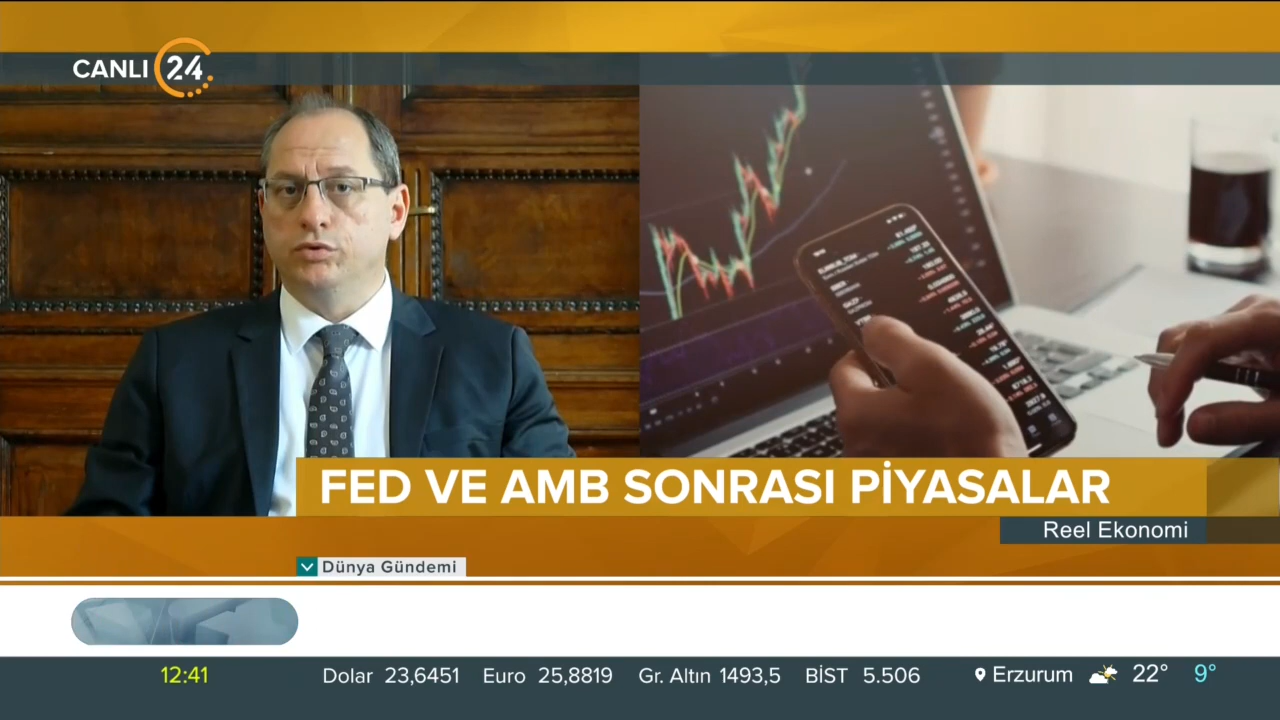 CANLI 24
FED VE AMB SONRASI PİYASALAR
Reel Ekonomi
Dünya Gündemi
12:41 Dolar 23,6451 Euro 25,8819 Gr. Altın 1493,5 BİST 5.506 Erzurum 22° 9°